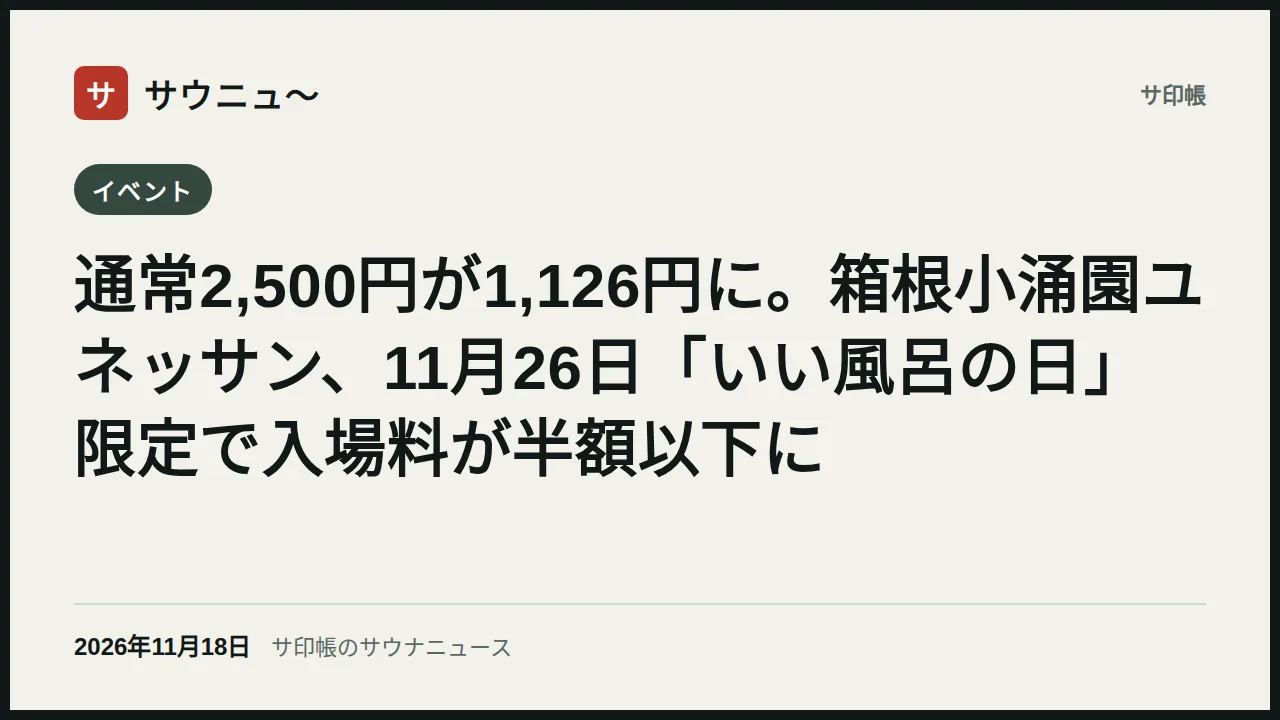 サ サウニュ〜
サ印帳
イベント
通常2,500円が1,126円に。箱根小涌園ユ
ネッサン、11月26日「いい風呂の日」
限定で入場料が半額以下に
2026年11月18日 サ印帳のサウナニュース